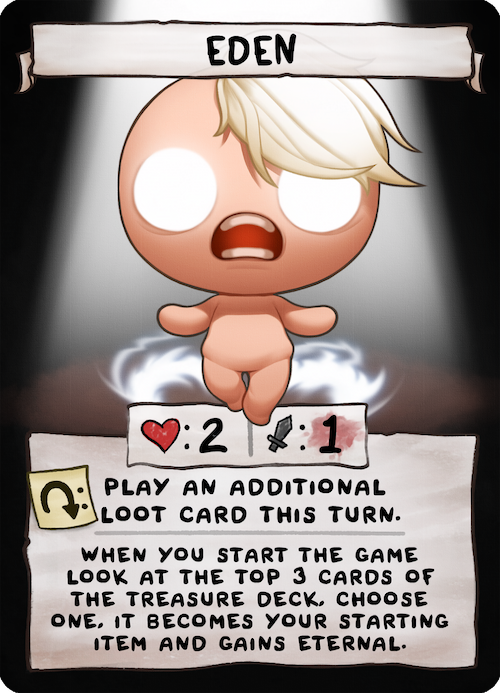 EDEN
: 2 : 1
: PLAY AN ADDITIONAL
LOOT CARD THIS TURN.
WHEN YOU START THE GAME
LOOK AT THE TOP 3 CARDS OF
THE TREASURE DECK. CHOOSE
ONE. IT BECOMES YOUR STARTING
ITEM AND GAINS ETERNAL.